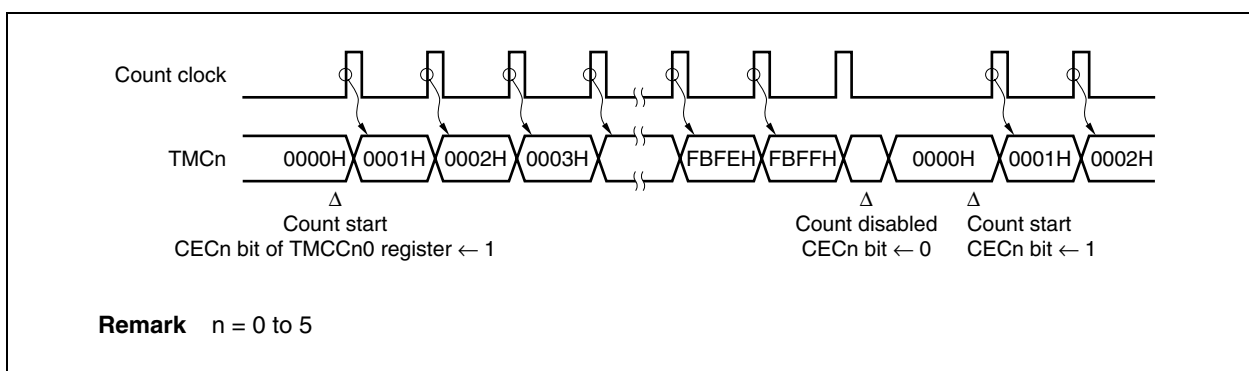 Count clock
TMCn
0000H 0001H 0002H 0003H FBFEH FBFFH 0000H 0001H 0002H
Δ Δ Δ
Count start Count disabled Count start
CECn bit of TMCCn0 register ← 1 CECn bit ← 0 CECn bit ← 1
Remark n = 0 to 5